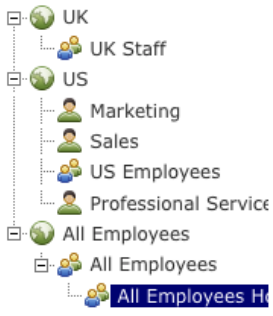 UK
UK Staff
US
Marketing
Sales
US Employees
Professional Service
All Employees
All Employees
All Employees Ho